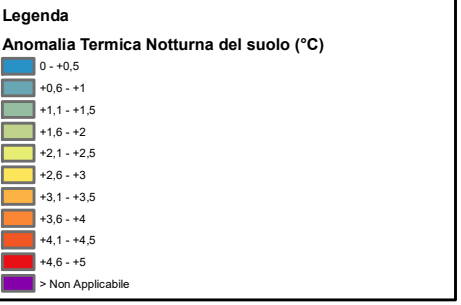 Legenda
Anomalia Termica Notturna del suolo (°C)
0 - +0,5
+0,6 - +1
+1,1 - +1,5
+1,6 - +2
+2,1 - +2,5
+2,6 - +3
+3,1 - +3,5
+3,6 - +4
+4,1 - +4,5
+4,6 - +5
> Non Applicabile